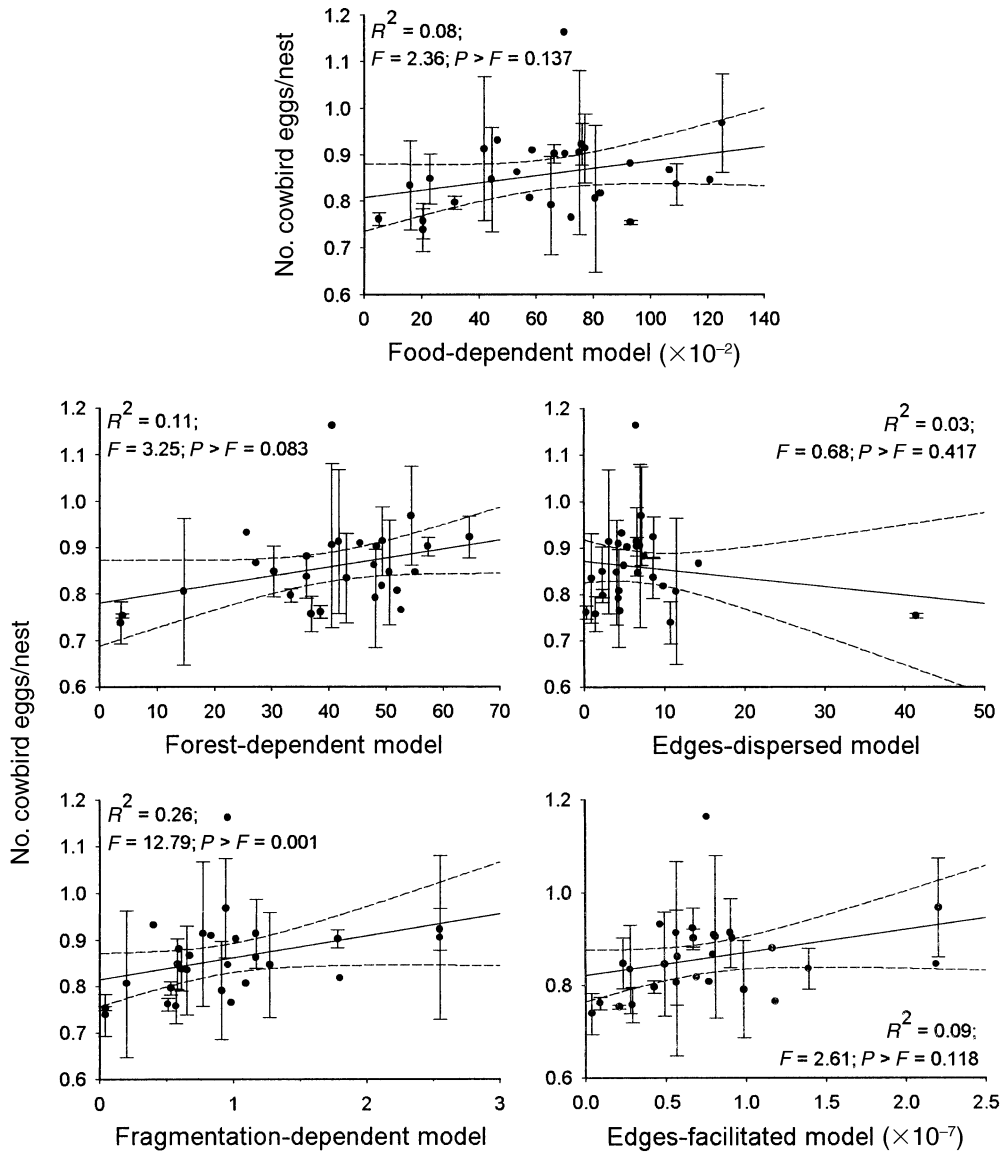 R² = 0.08;
F = 2.36; P > F = 0.137
No. cowbird eggs/nest
1.2
1.1
1.0
0.9
0.8
0.7
0.6
0 20 40 60 80 100 120 140
Food-dependent model (×10⁻²)
R² = 0.11;
F = 3.25; P > F = 0.083
1.2
1.1
1.0
0.9
0.8
0.7
0.6
0 10 20 30 40 50 60 70
Forest-dependent model
R² = 0.03;
F = 0.68; P > F = 0.417
1.2
1.1
1.0
0.9
0.8
0.7
0.6
0 10 20 30 40 50
Edges-dispersed model
No. cowbird eggs/nest
R² = 0.26;
F = 12.79; P > F = 0.001
1.2
1.1
1.0
0.9
0.8
0.7
0.6
0 1 2 3
Fragmentation-dependent model
R² = 0.09;
F = 2.61; P > F = 0.118
1.2
1.1
1.0
0.9
0.8
0.7
0.6
0.0 0.5 1.0 1.5 2.0 2.5
Edges-facilitated model (×10⁻⁷)